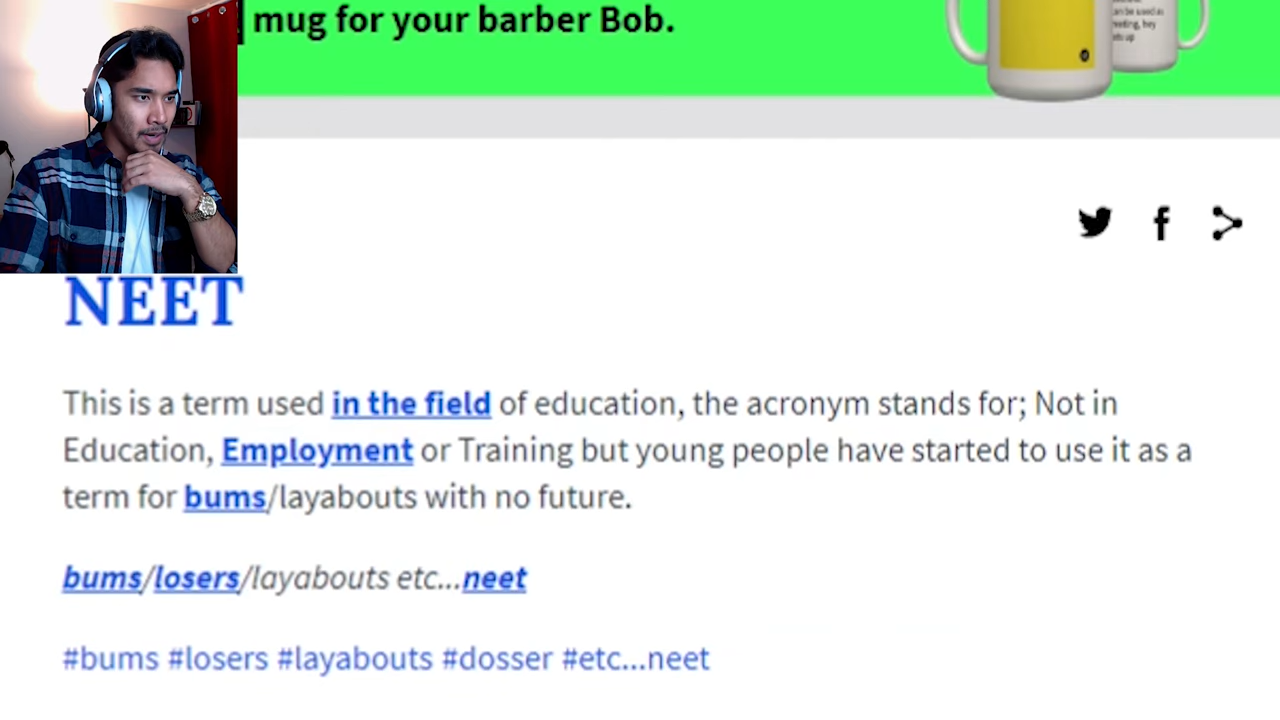 mug for your barber Bob.
NEET
This is a term used in the field of education, the acronym stands for; Not in
Education, Employment or Training but young people have started to use it as a
term for bums/layabouts with no future.
bums/losers/layabouts etc...neet
#bums #losers #layabouts #dosser #etc...neet